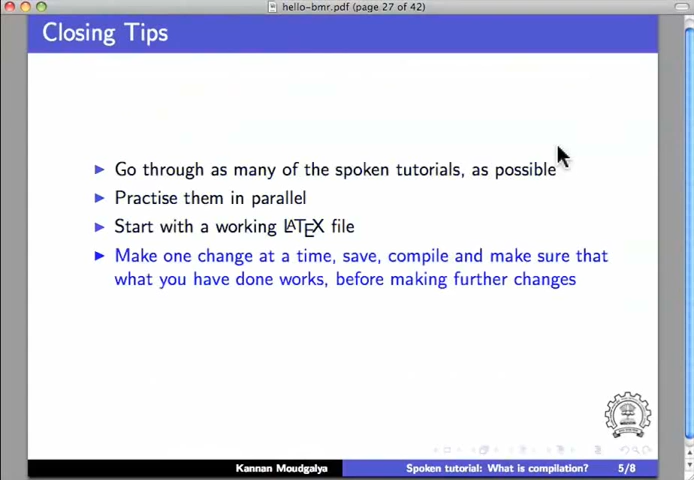 hello-bmr.pdf (page 27 of 42)
Closing Tips
Go through as many of the spoken tutorials, as possible
Practise them in parallel
Start with a working LATEX file
Make one change at a time, save, compile and make sure that
what you have done works, before making further changes
Kannan Moudgalya Spoken tutorial: What is compilation? 5/8